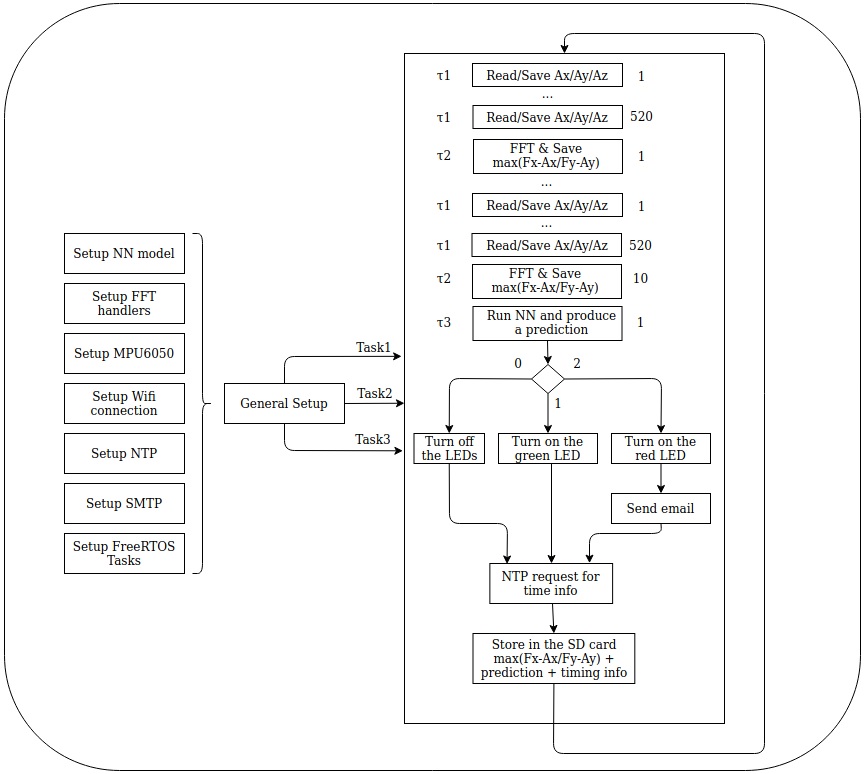 Setup NN model
Setup FFT
handlers
Setup MPU6050
Setup Wifi
connection
Setup NTP
Setup SMTP
Setup FreeRTOS
Tasks
General Setup
Task1
Task2
Task3
τ1 Read/Save Ax/Ay/Az 1
...
τ1 Read/Save Ax/Ay/Az 520
τ2 FFT & Save
max(Fx-Ax/Fy-Ay) 1
...
τ1 Read/Save Ax/Ay/Az 1
...
τ1 Read/Save Ax/Ay/Az 520
τ2 FFT & Save
max(Fx-Ax/Fy-Ay) 10
τ3 Run NN and produce
a prediction 1
0
2
1
Turn off
the LEDs
Turn on the
green LED
Turn on the
red LED
Send email
NTP request for
time info
Store in the SD card
max(Fx-Ax/Fy-Ay) +
prediction + timing info